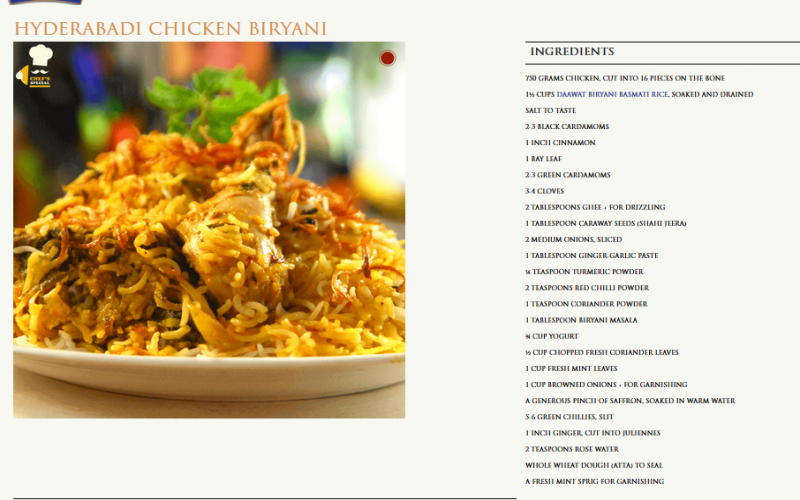 HYDERABADI CHICKEN BIRYANI
CHEF'S
SPECIAL
INGREDIENTS
750 GRAMS CHICKEN, CUT INTO 16 PIECES ON THE BONE
1½ CUPS DAAWAT BIRYANI BASMATI RICE, SOAKED AND DRAINED
SALT TO TASTE
2-3 BLACK CARDAMOMS
1 INCH CINNAMON
1 BAY LEAF
2-3 GREEN CARDAMOMS
3-4 CLOVES
2 TABLESPOONS GHEE + FOR DRIZZLING
1 TABLESPOON CARAWAY SEEDS (SHAHI JEERA)
2 MEDIUM ONIONS, SLICED
1 TABLESPOON GINGER-GARLIC PASTE
¼ TEASPOON TURMERIC POWDER
2 TEASPOONS RED CHILLI POWDER
1 TEASPOON CORIANDER POWDER
1 TABLESPOON BIRYANI MASALA
¾ CUP YOGURT
½ CUP CHOPPED FRESH CORIANDER LEAVES
1 CUP FRESH MINT LEAVES
1 CUP BROWNED ONIONS + FOR GARNISHING
A GENEROUS PINCH OF SAFFRON, SOAKED IN WARM WATER
5-6 GREEN CHILLIES, SLIT
1 INCH GINGER, CUT INTO JULIENNES
2 TEASPOONS ROSE WATER
WHOLE WHEAT DOUGH (ATTA) TO SEAL
A FRESH MINT SPRIG FOR GARNISHING